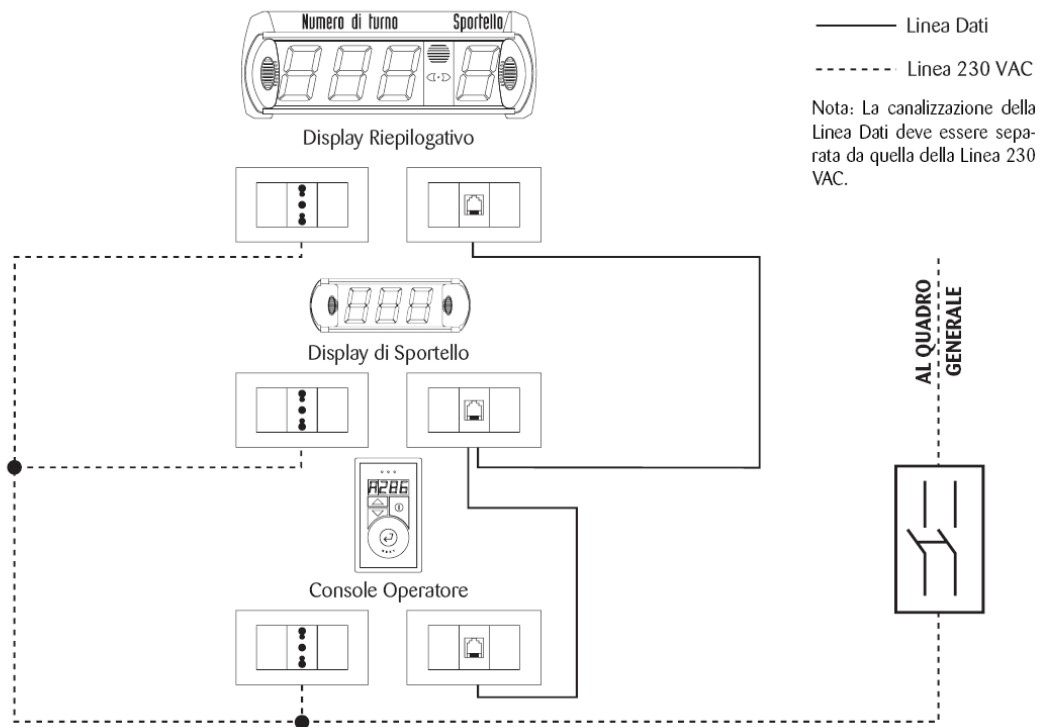 Numero di turno Sportello
Display Riepilogativo
Linea Dati
Linea 230 VAC
Nota: La canalizzazione della
Linea Dati deve essere sepa-
rata da quella della Linea 230
VAC.
Display di Sportello
AL QUADRO
GENERALE
A286
Console Operatore